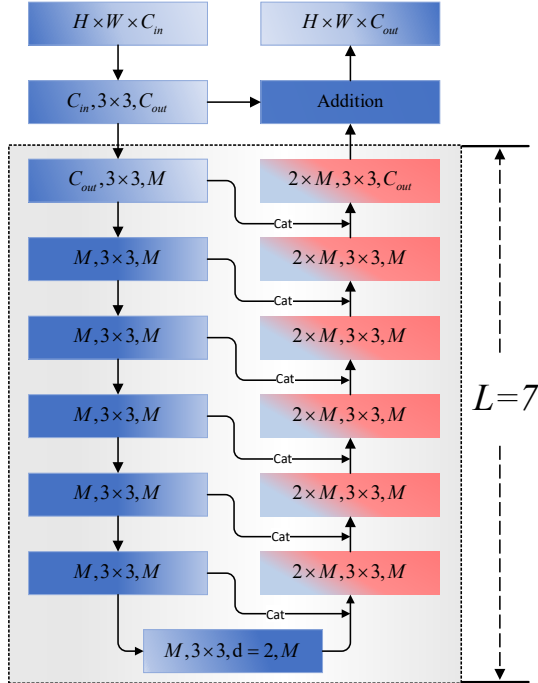 H×W×C_in
H×W×C_out
C_in,3×3,C_out
Addition
C_out,3×3,M
2×M,3×3,C_out
Cat
M,3×3,M
2×M,3×3,M
Cat
M,3×3,M
2×M,3×3,M
Cat
L=7
M,3×3,M
2×M,3×3,M
Cat
M,3×3,M
2×M,3×3,M
Cat
M,3×3,M
2×M,3×3,M
Cat
M,3×3,d=2,M